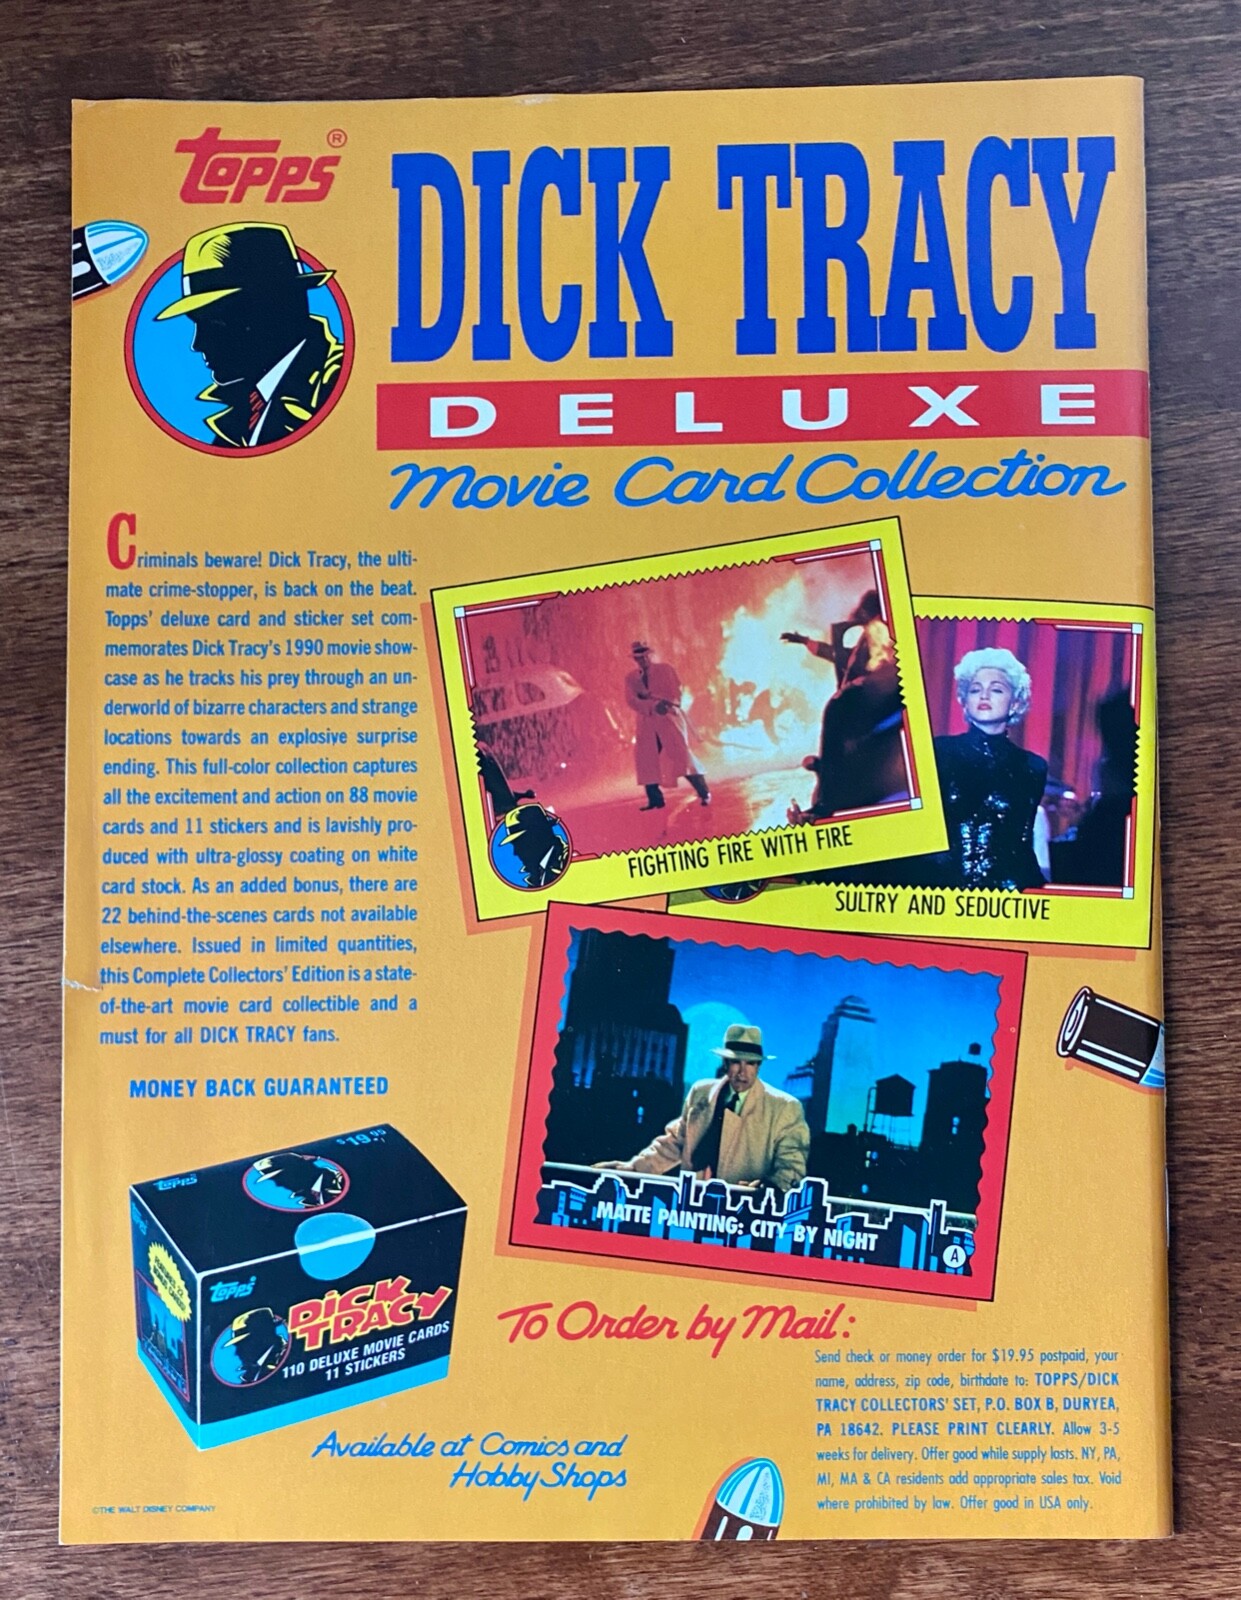 Topps®
DICK TRACY
DELUXE
Movie Card Collection
Criminals beware! Dick Tracy, the ulti-
mate crime-stopper, is back on the beat.
Topps' deluxe card and sticker set com-
memorates Dick Tracy's 1990 movie show-
case as he tracks his prey through an un-
derworld of bizarre characters and strange
locations towards an explosive surprise
ending. This full-color collection captures
all the excitement and action on 88 movie
cards and 11 stickers and is lavishly pro-
duced with ultra-glossy coating on white
card stock. As an added bonus, there are
22 behind-the-scenes cards not available
elsewhere. Issued in limited quantities,
this Complete Collectors' Edition is a state-
of-the-art movie card collectible and a
must for all DICK TRACY fans.
MONEY BACK GUARANTEED
FIGHTING FIRE WITH FIRE
SULTRY AND SEDUCTIVE
MATTE PAINTING: CITY BY NIGHT
A
$19.95
Topps
Topps
Topps®
DICK
TRACY
110 DELUXE MOVIE CARDS
11 STICKERS
Available at Comics and
Hobby Shops
To Order by Mail:
Send check or money order for $19.95 postpaid, your
name, address, zip code, birthdate to: TOPPS/DICK
TRACY COLLECTORS' SET, P.O. BOX B, DURYEA,
PA 18642. PLEASE PRINT CLEARLY. Allow 3-5
weeks for delivery. Offer good while supply lasts. NY, PA,
MI, MA & CA residents add appropriate sales tax. Void
where prohibited by law. Offer good in USA only.
©THE WALT DISNEY COMPANY